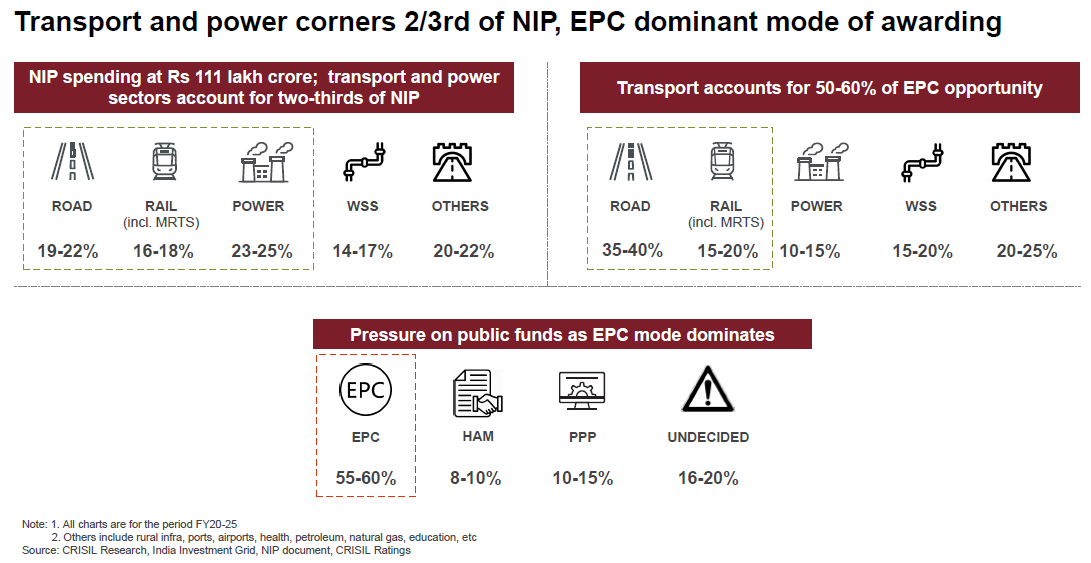 Transport and power corners 2/3rd of NIP, EPC dominant mode of awarding
NIP spending at Rs 111 lakh crore; transport and power
sectors account for two-thirds of NIP
ROAD
RAIL
(incl. MRTS)
POWER
WSS
OTHERS
19-22%
16-18%
23-25%
14-17%
20-22%
Transport accounts for 50-60% of EPC opportunity
ROAD
RAIL
(incl. MRTS)
POWER
WSS
OTHERS
35-40%
15-20%
10-15%
15-20%
20-25%
Pressure on public funds as EPC mode dominates
EPC
EPC
HAM
PPP
UNDECIDED
55-60%
8-10%
10-15%
16-20%
Note: 1. All charts are for the period FY20-25
2. Others include rural infra, ports, airports, health, petroleum, natural gas, education, etc
Source: CRISIL Research, India Investment Grid, NIP document, CRISIL Ratings